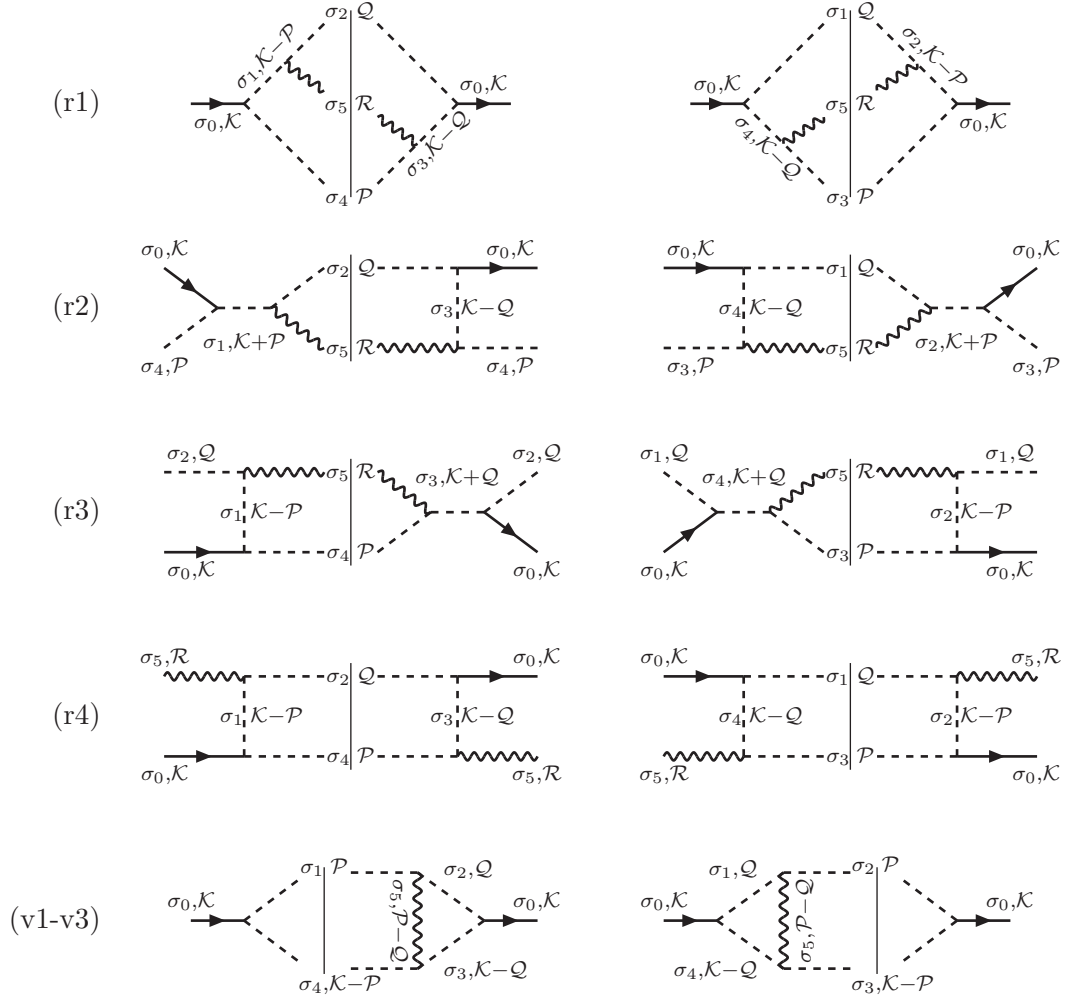 (r1)
σ₀,𝒦
σ₁,𝒦−𝒫
σ₂ 𝒬
σ₅ ℛ
σ₄ 𝒫
σ₃,𝒦−𝒬
σ₀,𝒦
σ₀,𝒦
σ₄,𝒦−𝒬
σ₁ 𝒬
σ₅ ℛ
σ₃ 𝒫
σ₂,𝒦−𝒫
σ₀,𝒦
(r2)
σ₀,𝒦
σ₄,𝒫
σ₁,𝒦+𝒫
σ₂ 𝒬
σ₅ ℛ
σ₃ 𝒦−𝒬
σ₀,𝒦
σ₄,𝒫
σ₀,𝒦
σ₃,𝒫
σ₄ 𝒦−𝒬
σ₁ 𝒬
σ₅ ℛ
σ₂,𝒦+𝒫
σ₀,𝒦
σ₃,𝒫
(r3)
σ₂,𝒬
σ₀,𝒦
σ₁ 𝒦−𝒫
σ₅ ℛ
σ₄ 𝒫
σ₃,𝒦+𝒬
σ₂,𝒬
σ₀,𝒦
σ₁,𝒬
σ₀,𝒦
σ₄,𝒦+𝒬
σ₅ ℛ
σ₃ 𝒫
σ₂ 𝒦−𝒫
σ₁,𝒬
σ₀,𝒦
(r4)
σ₅,ℛ
σ₀,𝒦
σ₁ 𝒦−𝒫
σ₂ 𝒬
σ₄ 𝒫
σ₃ 𝒦−𝒬
σ₀,𝒦
σ₅,ℛ
σ₀,𝒦
σ₅,ℛ
σ₄ 𝒦−𝒬
σ₁ 𝒬
σ₃ 𝒫
σ₂ 𝒦−𝒫
σ₅,ℛ
σ₀,𝒦
(v1-v3)
σ₀,𝒦
σ₁ 𝒫
σ₄,𝒦−𝒫
σ₅,𝒫−𝒬
σ₂,𝒬
σ₃,𝒦−𝒬
σ₀,𝒦
σ₀,𝒦
σ₁,𝒬
σ₄,𝒦−𝒬
σ₅,𝒫−𝒬
σ₂ 𝒫
σ₃,𝒦−𝒫
σ₀,𝒦